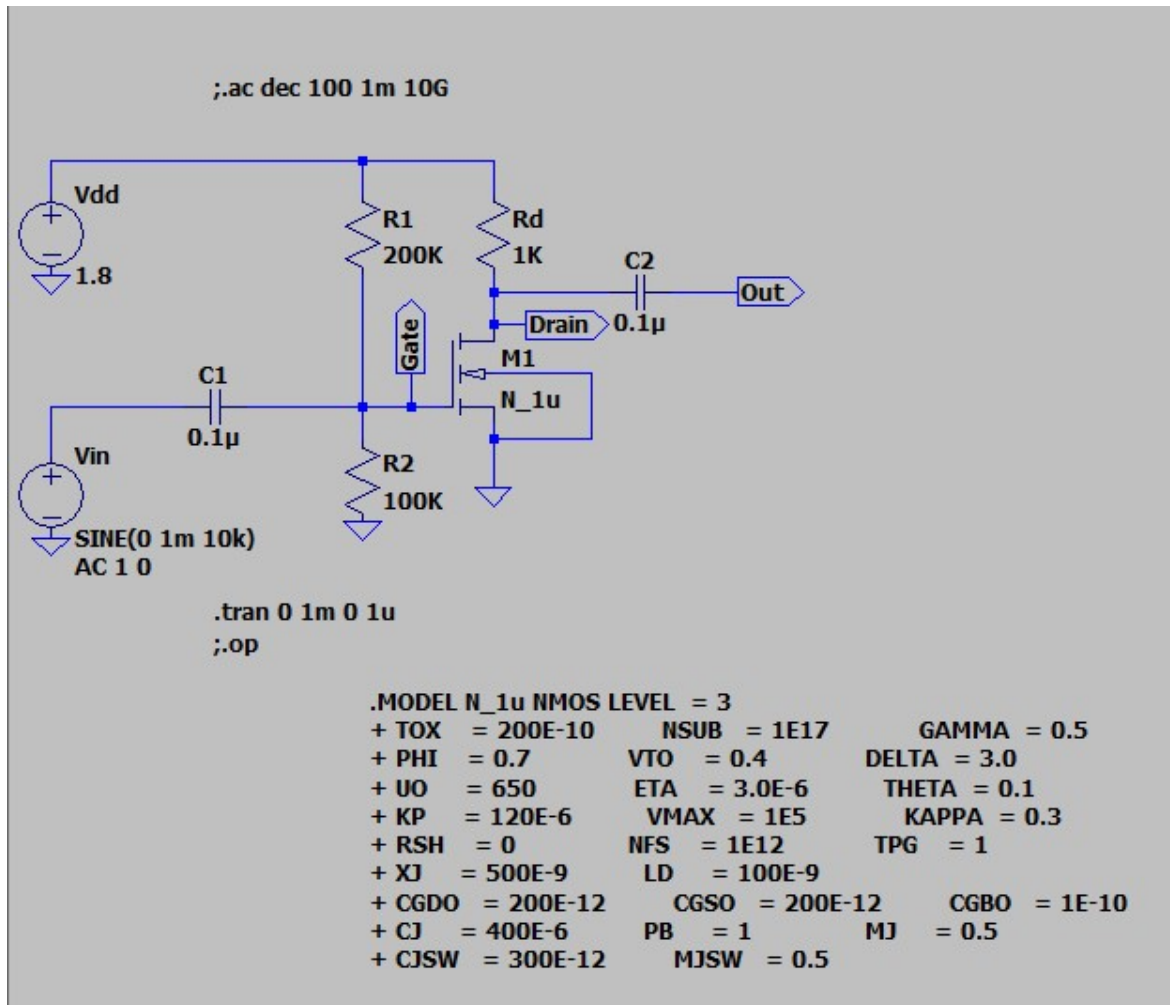 ;.ac dec 100 1m 10G
Vdd
1.8
R1
200K
Rd
1K
C2
0.1µ
Out
Drain
Gate
M1
N_1u
C1
0.1µ
Vin
SINE(0 1m 10k)
AC 1 0
R2
100K
.tran 0 1m 0 1u
;.op
.MODEL N_1u NMOS LEVEL = 3
+ TOX = 200E-10 NSUB = 1E17 GAMMA = 0.5
+ PHI = 0.7 VTO = 0.4 DELTA = 3.0
+ UO = 650 ETA = 3.0E-6 THETA = 0.1
+ KP = 120E-6 VMAX = 1E5 KAPPA = 0.3
+ RSH = 0 NFS = 1E12 TPG = 1
+ XJ = 500E-9 LD = 100E-9
+ CGDO = 200E-12 CGSO = 200E-12 CGBO = 1E-10
+ CJ = 400E-6 PB = 1 MJ = 0.5
+ CJSW = 300E-12 MJSW = 0.5